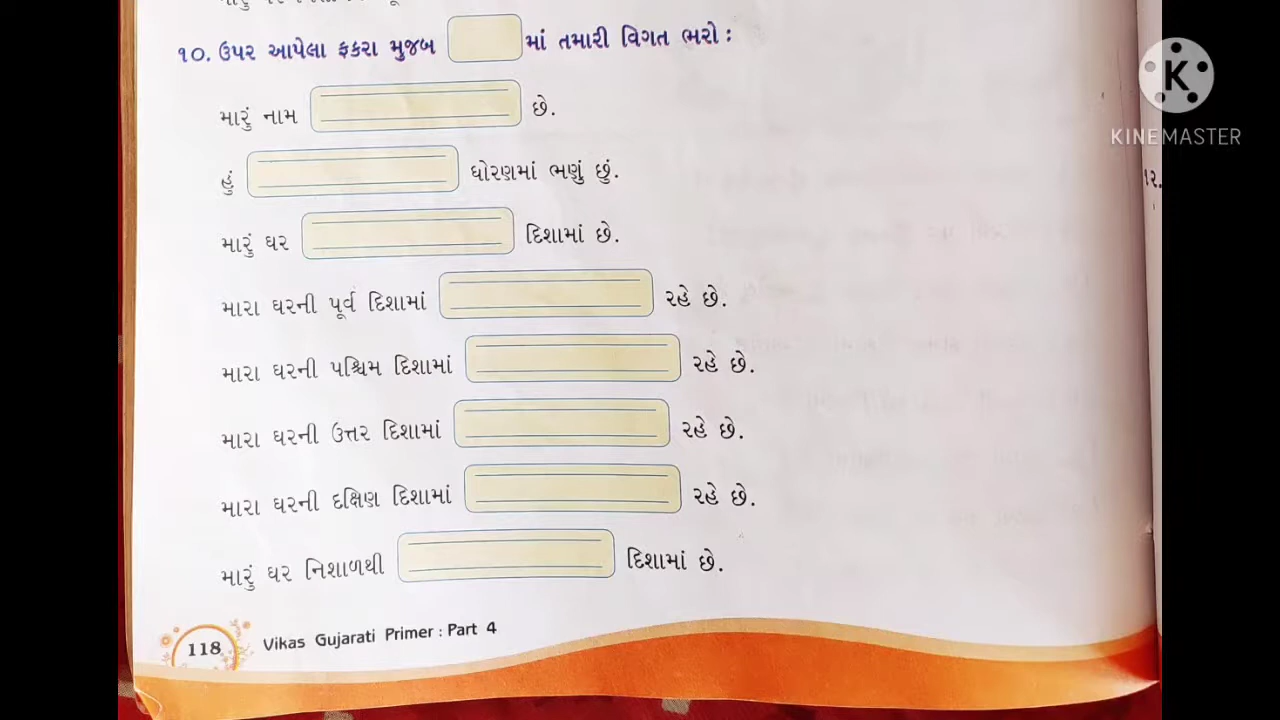 ૧૦. ઉપર આપેલા ફકરા મુજબ માં તમારી વિગત ભરો :
મારું નામ છે.
હું ધોરણમાં ભણું છું.
મારું ઘર દિશામાં છે.
મારા ઘરની પૂર્વ દિશામાં રહે છે.
મારા ઘરની પશ્ચિમ દિશામાં રહે છે.
મારા ઘરની ઉત્તર દિશામાં રહે છે.
મારા ઘરની દક્ષિણ દિશામાં રહે છે.
મારું ઘર નિશાળથી દિશામાં છે.
118 Vikas Gujarati Primer : Part 4
K
KINEMASTER
૧૨.